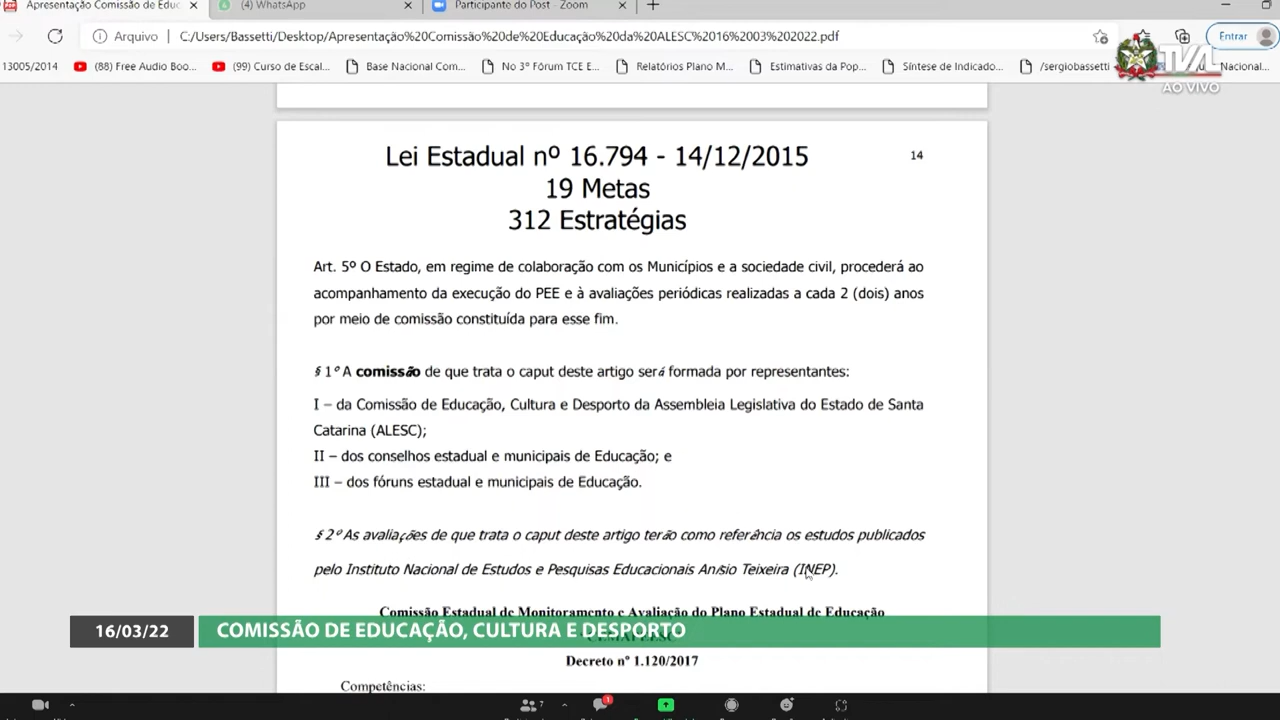 Apresentação Comissão de Educ
(4) WhatsApp
Participante do Post - Zoom
Arquivo
C:/Users/Bassetti/Desktop/Apresentação%20Comissão%20de%20Educação%20da%20ALESC%2016%2003%202022.pdf
Entrar
13005/2014
(88) Free Audio Boo...
(99) Curso de Escal...
Base Nacional Com...
No 3º Fórum TCE E...
Relatórios Plano M...
Estimativas da Pop...
Síntese de Indicado...
/sergiobassetti
Nacional...
TVAL
AO VIVO
Lei Estadual nº 16.794 - 14/12/2015
14
19 Metas
312 Estratégias
Art. 5º O Estado, em regime de colaboração com os Municípios e a sociedade civil, procederá ao
acompanhamento da execução do PEE e à avaliações periódicas realizadas a cada 2 (dois) anos
por meio de comissão constituída para esse fim.
§ 1º A comissão de que trata o caput deste artigo será formada por representantes:
I – da Comissão de Educação, Cultura e Desporto da Assembleia Legislativa do Estado de Santa
Catarina (ALESC);
II – dos conselhos estadual e municipais de Educação; e
III – dos fóruns estadual e municipais de Educação.
§ 2º As avaliações de que trata o caput deste artigo terão como referência os estudos publicados
pelo Instituto Nacional de Estudos e Pesquisas Educacionais Anísio Teixeira (INEP).
Comissão Estadual de Monitoramento e Avaliação do Plano Estadual de Educação
16/03/22
COMISSÃO DE EDUCAÇÃO, CULTURA E DESPORTO
Decreto nº 1.120/2017
Competências:
7
1